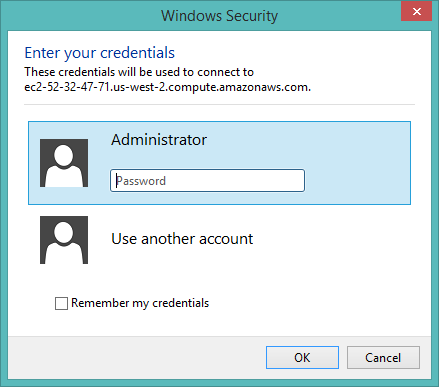 Windows Security
Enter your credentials
These credentials will be used to connect to
ec2-52-32-47-71.us-west-2.compute.amazonaws.com.
Administrator
Password
Use another account
Remember my credentials
OK
Cancel